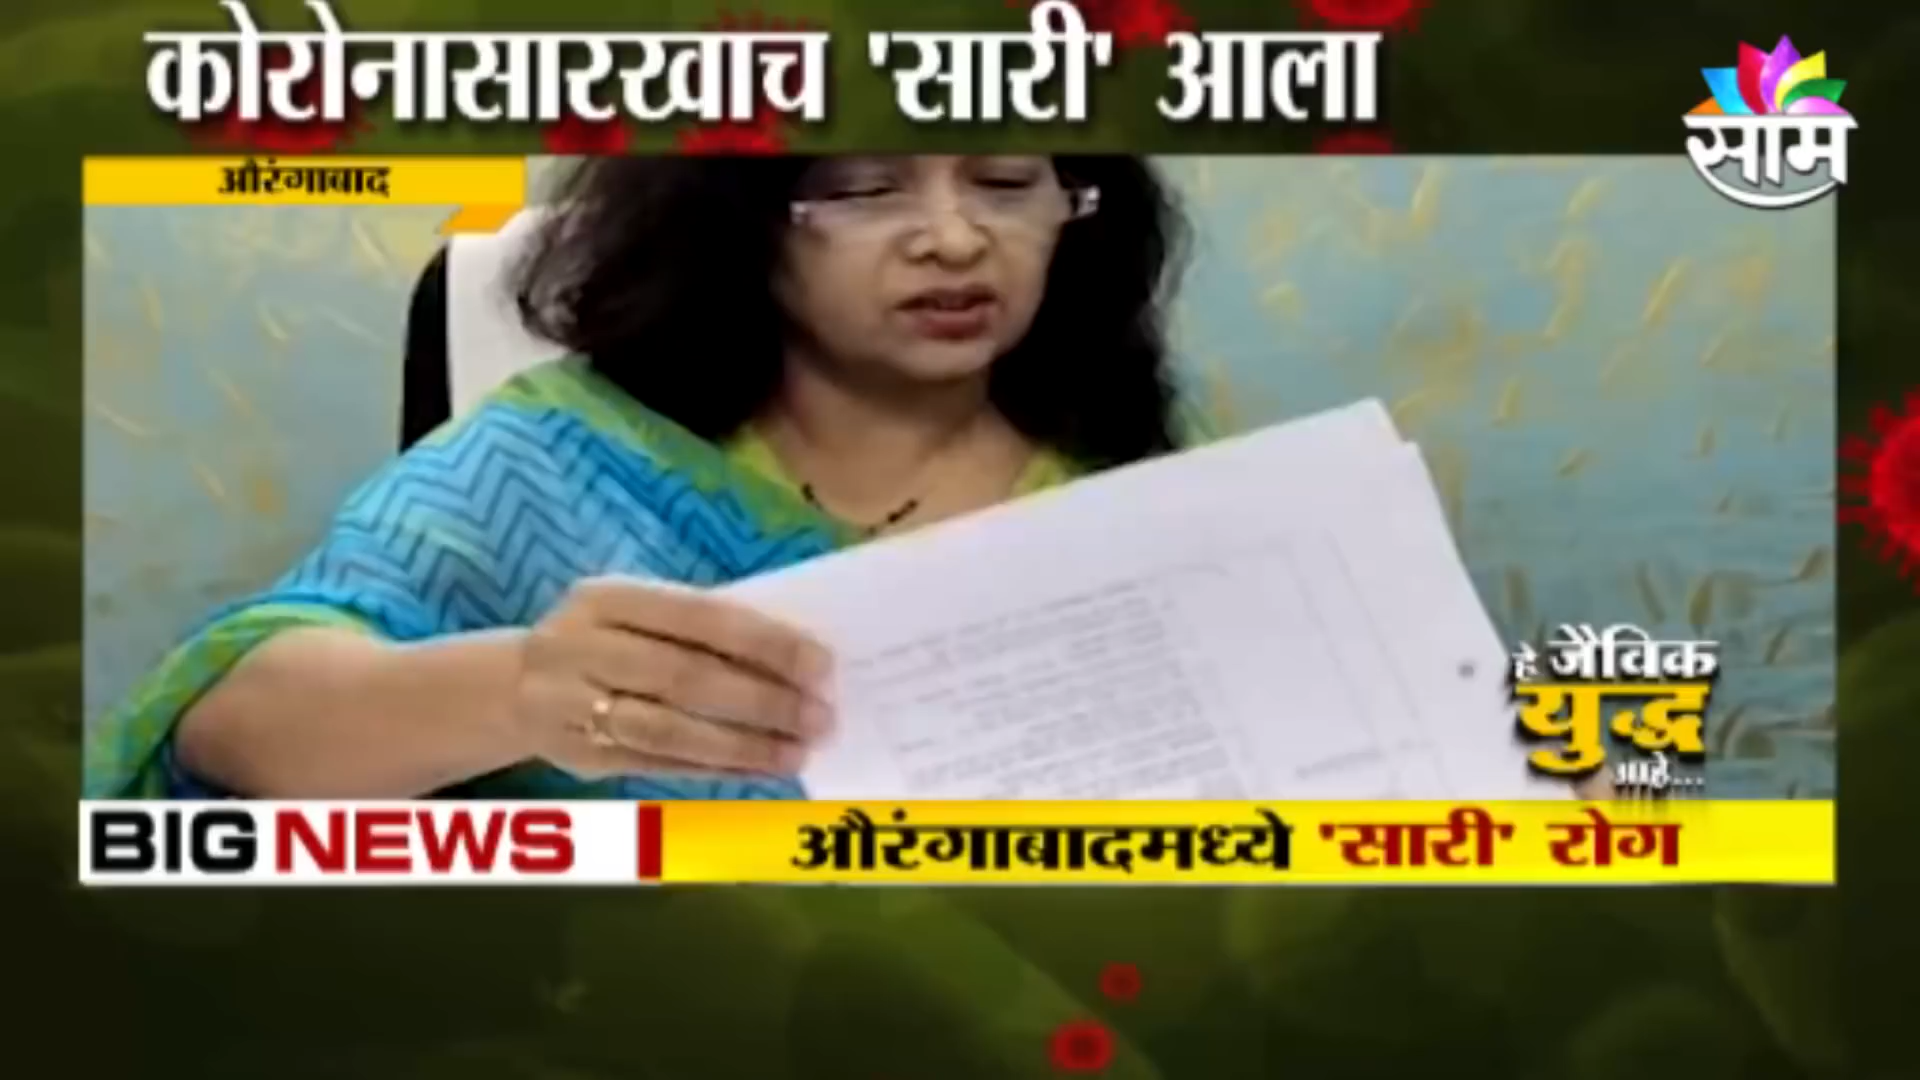 कोरोनासारखाच 'सारी' आला
साम
औरंगाबाद
हे जैविक
युद्ध
आहे...
BIG NEWS
औरंगाबादमध्ये 'सारी' रोग